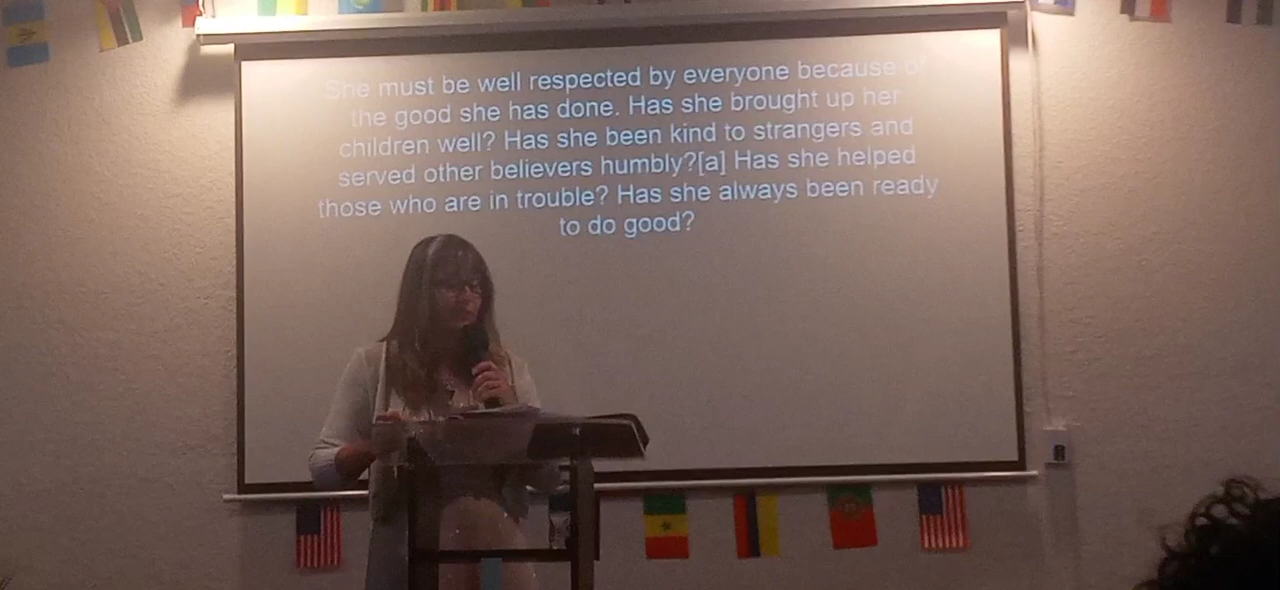 She must be well respected by everyone because of
the good she has done. Has she brought up her
children well? Has she been kind to strangers and
served other believers humbly?[a] Has she helped
those who are in trouble? Has she always been ready
to do good?